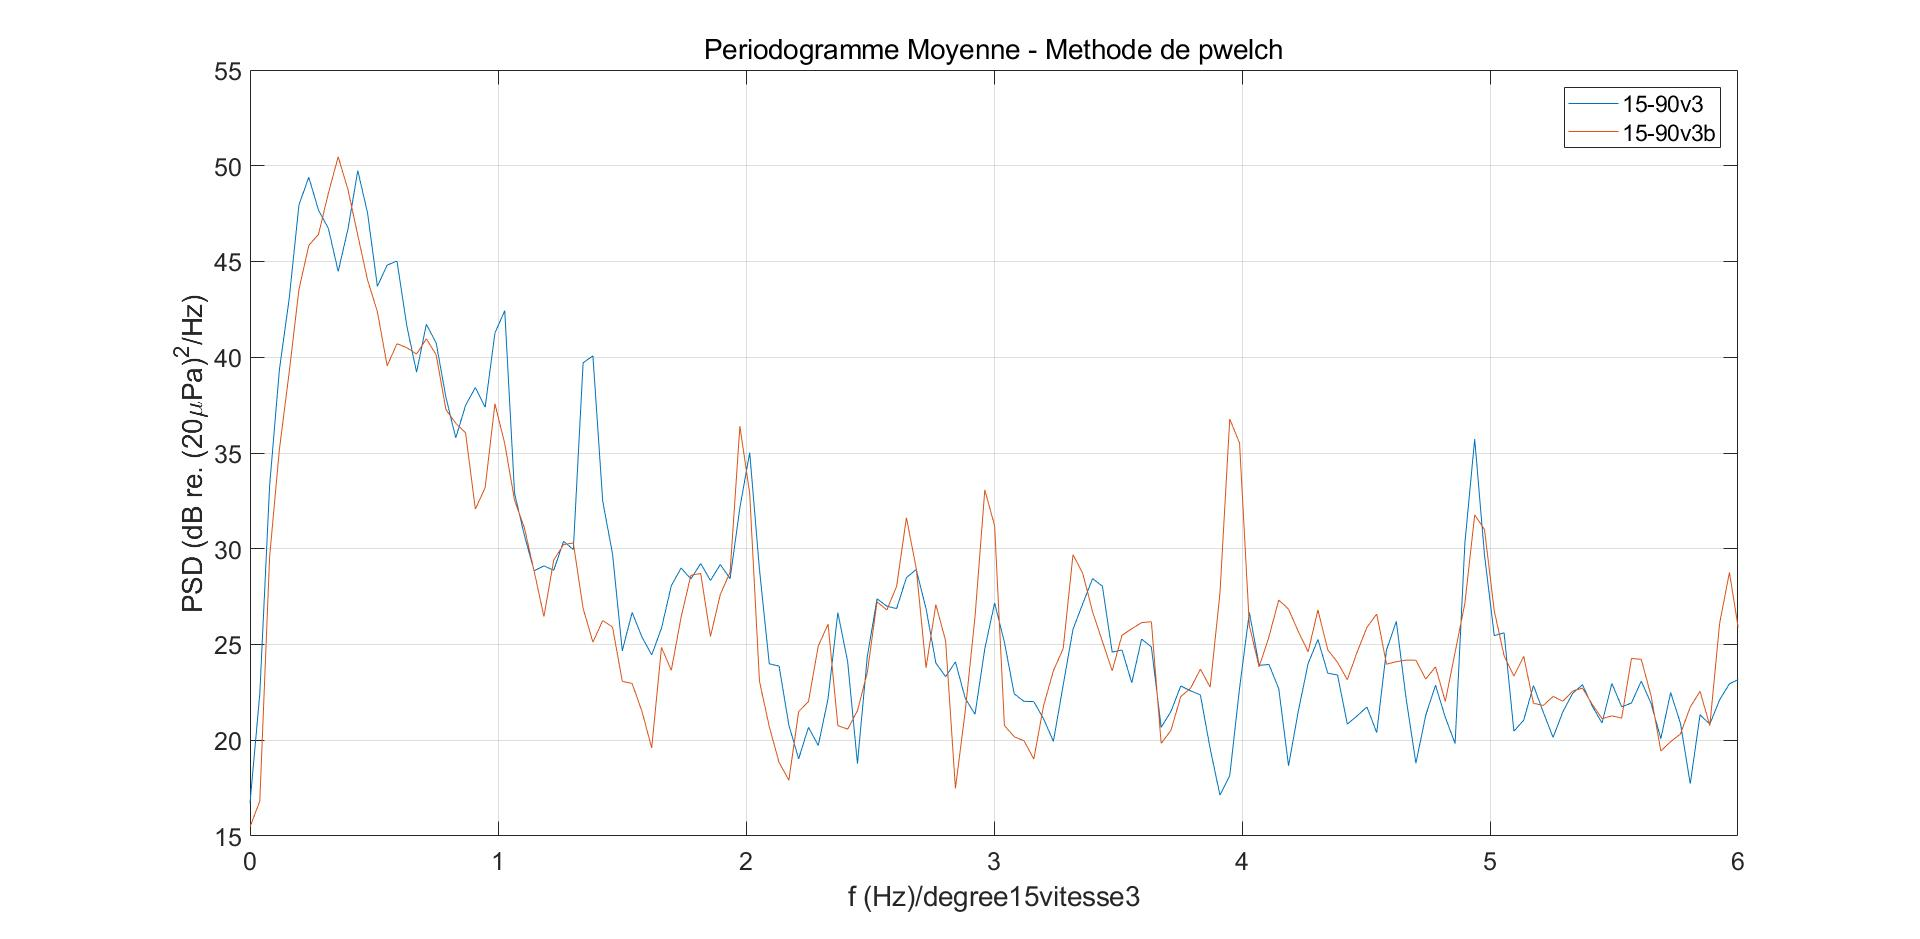 Periodogramme Moyenne - Methode de pwelch
55
50
45
40
35
30
25
20
15
PSD (dB re. (20μPa)²/Hz)
15-90v3
15-90v3b
0 1 2 3 4 5 6
f (Hz)/degree15vitesse3